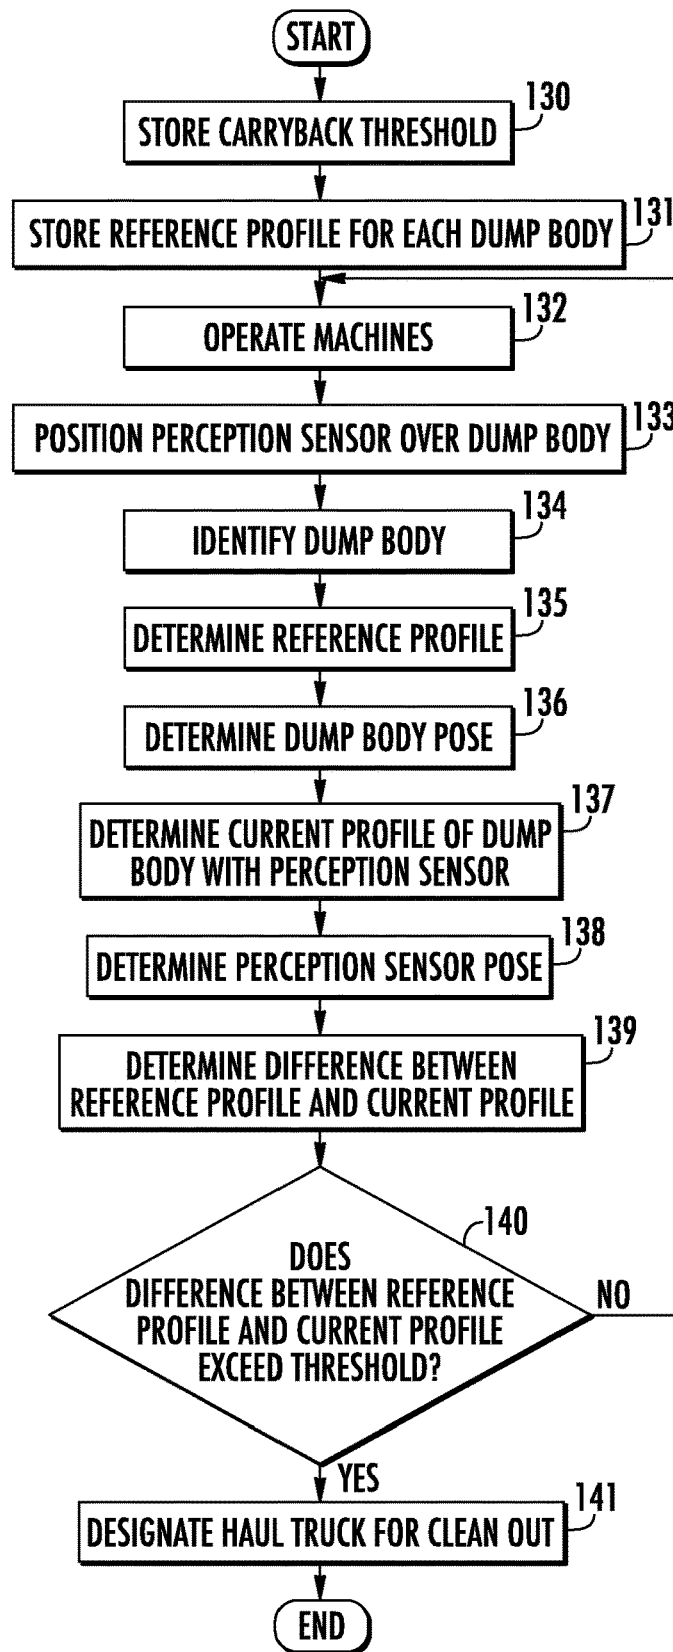 START
130
STORE CARRYBACK THRESHOLD
131
STORE REFERENCE PROFILE FOR EACH DUMP BODY
132
OPERATE MACHINES
133
POSITION PERCEPTION SENSOR OVER DUMP BODY
134
IDENTIFY DUMP BODY
135
DETERMINE REFERENCE PROFILE
136
DETERMINE DUMP BODY POSE
137
DETERMINE CURRENT PROFILE OF DUMP
BODY WITH PERCEPTION SENSOR
138
DETERMINE PERCEPTION SENSOR POSE
139
DETERMINE DIFFERENCE BETWEEN
REFERENCE PROFILE AND CURRENT PROFILE
140
DOES
DIFFERENCE BETWEEN REFERENCE
PROFILE AND CURRENT PROFILE
EXCEED THRESHOLD?
NO
YES
141
DESIGNATE HAUL TRUCK FOR CLEAN OUT
END